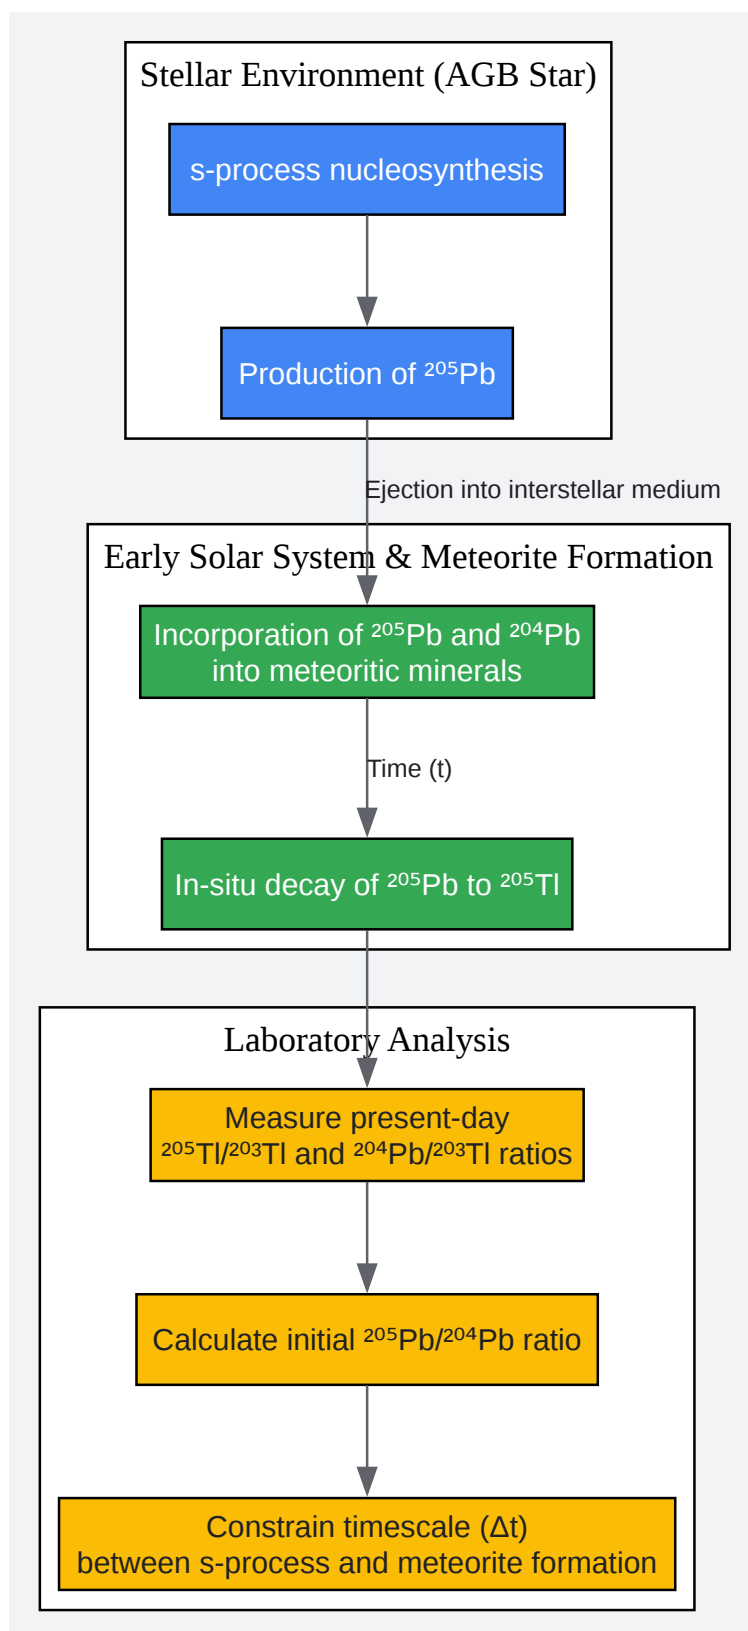 Stellar Environment (AGB Star)
s-process nucleosynthesis
Production of ²⁰⁵Pb
Ejection into interstellar medium
Early Solar System & Meteorite Formation
Incorporation of ²⁰⁵Pb and ²⁰⁴Pb
into meteoritic minerals
Time (t)
In-situ decay of ²⁰⁵Pb to ²⁰⁵Tl
Laboratory Analysis
Measure present-day
²⁰⁵Tl/²⁰³Tl and ²⁰⁴Pb/²⁰³Tl ratios
Calculate initial ²⁰⁵Pb/²⁰⁴Pb ratio
Constrain timescale (Δt)
between s-process and meteorite formation